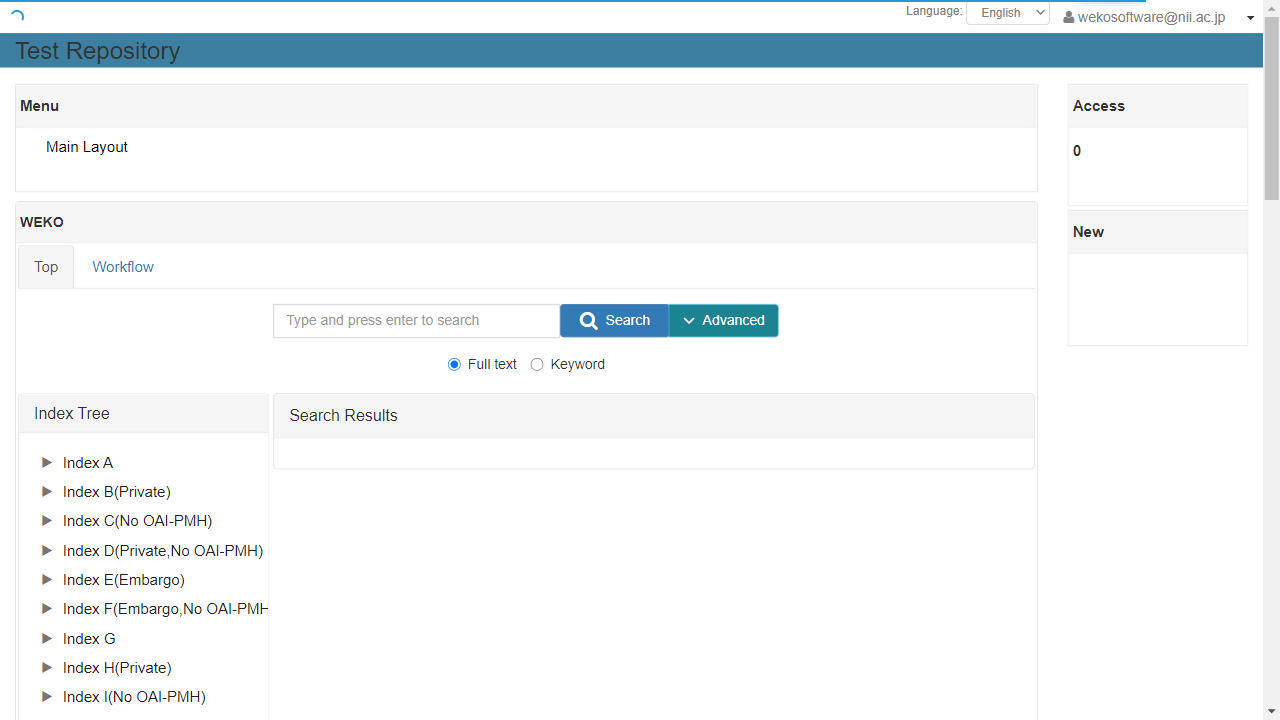 Language: English wekosoftware@nii.ac.jp
Test Repository
Menu
Main Layout
WEKO
Top Workflow
Type and press enter to search Search Advanced
Full text Keyword
Index Tree
Index A
Index B(Private)
Index C(No OAI-PMH)
Index D(Private,No OAI-PMH)
Index E(Embargo)
Index F(Embargo,No OAI-PMH
Index G
Index H(Private)
Index I(No OAI-PMH)
Search Results
Access
0
New